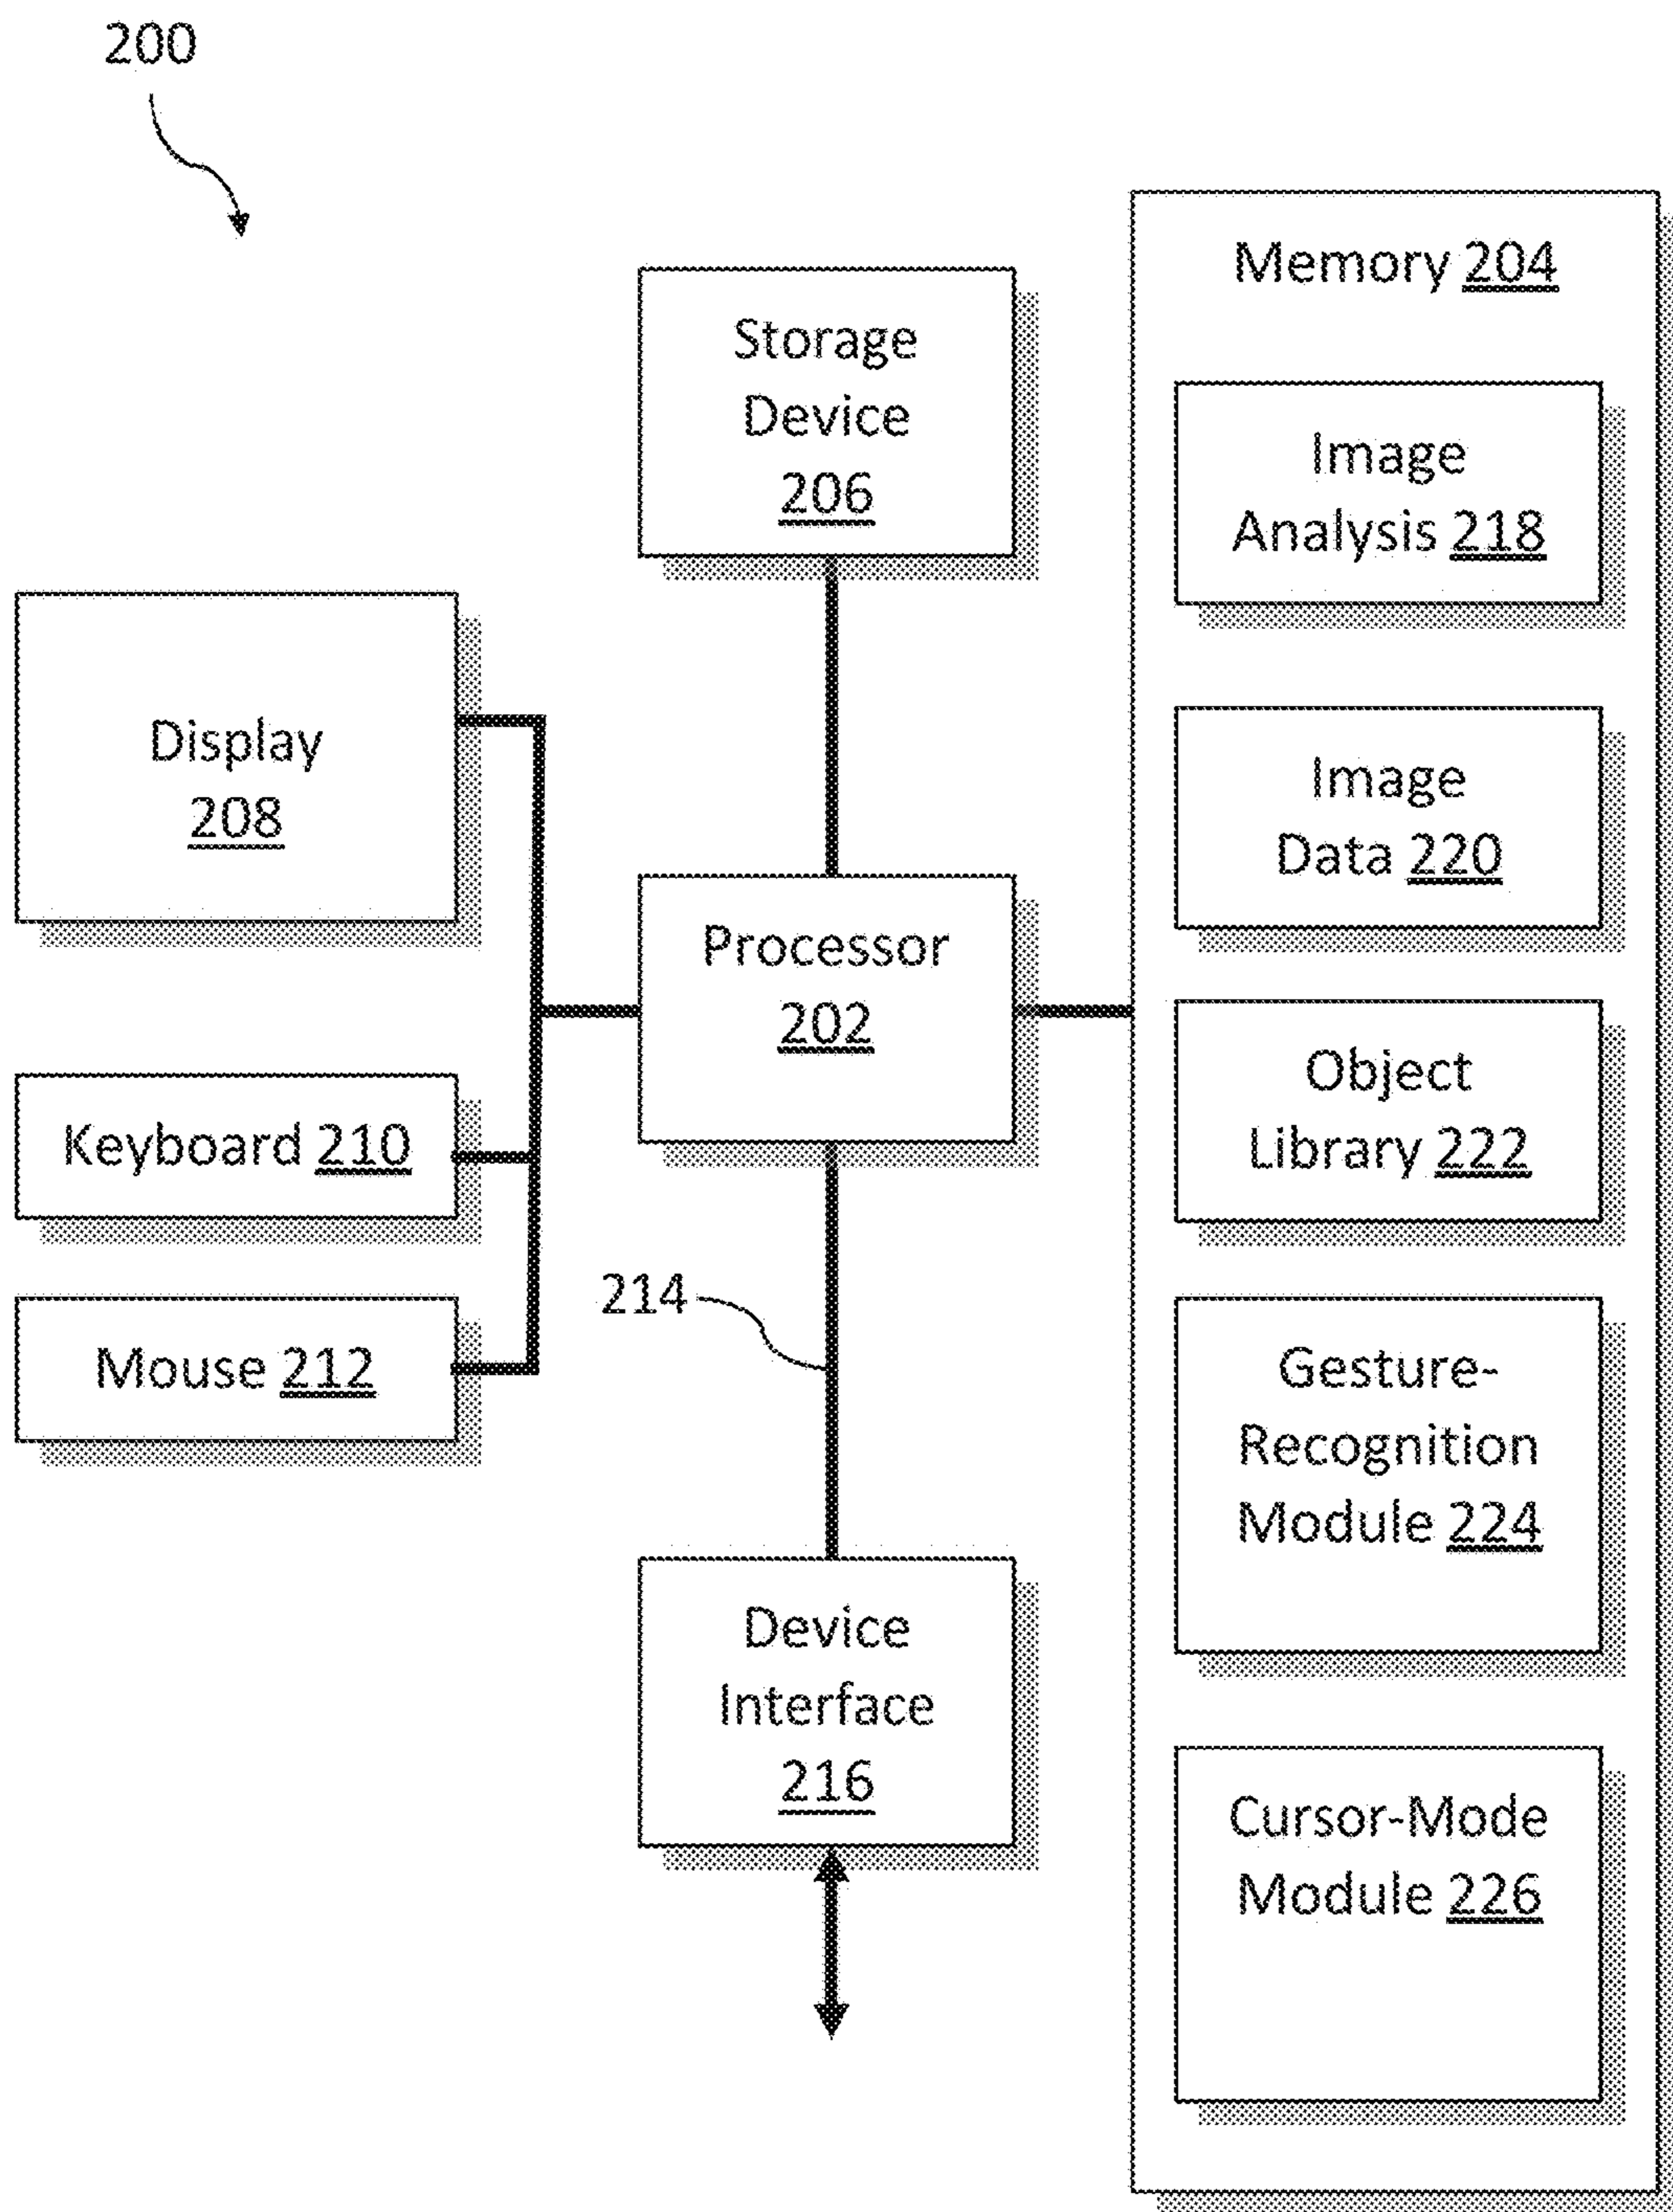 200
Memory 204
Storage
Device
206
Image
Analysis 218
Display
208
Image
Data 220
Processor
202
Object
Library 222
Keyboard 210
Mouse 212
214
Gesture-
Recognition
Module 224
Device
Interface
216
Cursor-Mode
Module 226